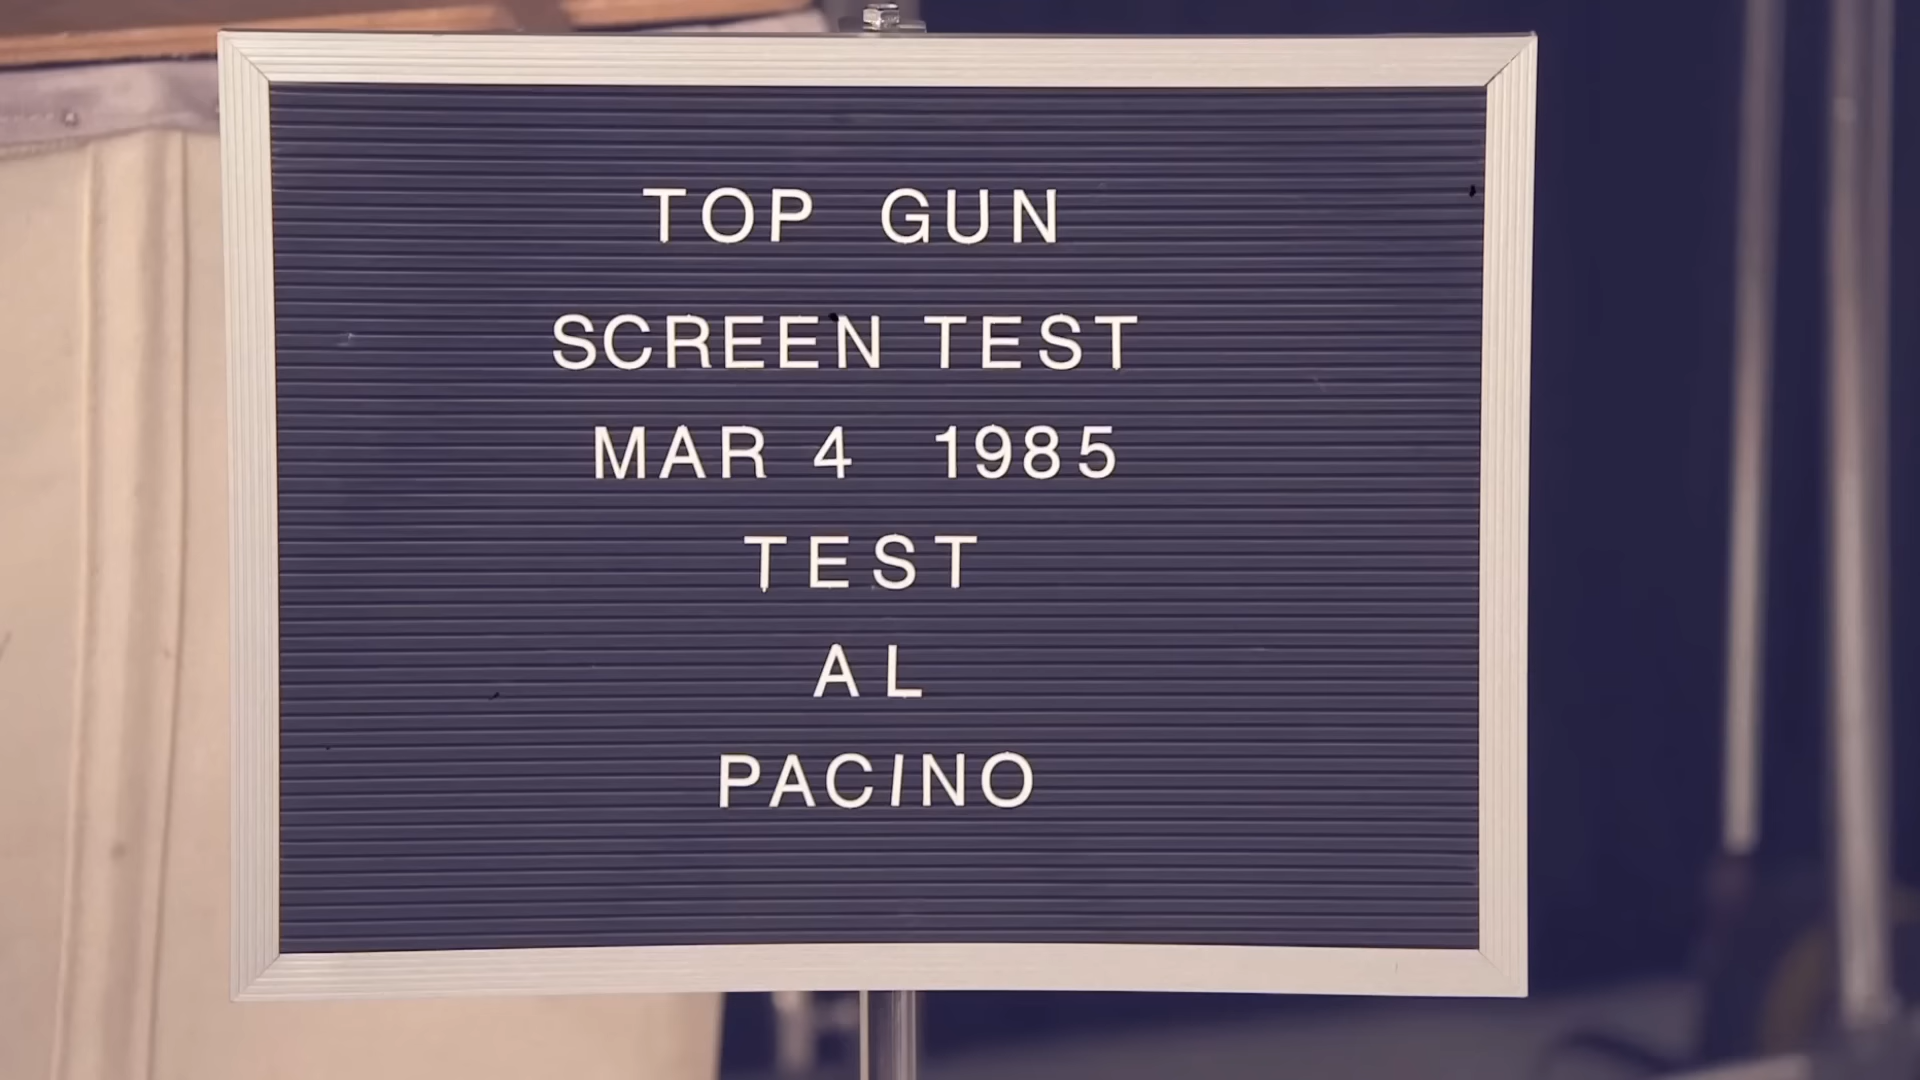 TOP GUN
SCREEN TEST
MAR 4 1985
TEST
AL
PACINO